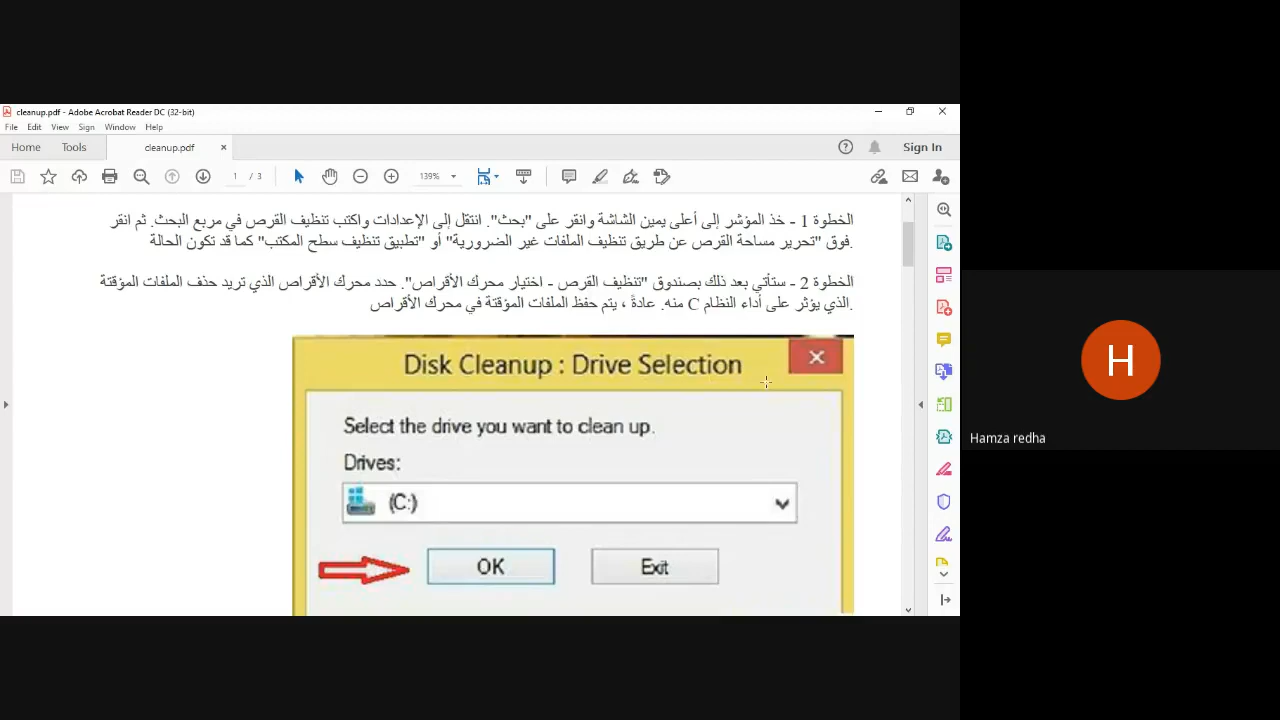 cleanup.pdf - Adobe Acrobat Reader DC (32-bit)
File Edit View Sign Window Help
Home Tools cleanup.pdf × Sign In
1 / 3 139%
الخطوة 1 - خذ المؤشر إلى أعلى يمين الشاشة وانقر على "بحث". انتقل إلى الإعدادات واكتب تنظيف القرص في مربع البحث. ثم انقر
فوق "تحرير مساحة القرص عن طريق تنظيف الملفات غير الضرورية" أو "تطبيق تنظيف سطح المكتب" كما قد تكون الحالة.
الخطوة 2 - ستأتي بعد ذلك بصندوق "تنظيف القرص - اختيار محرك الأقراص". حدد محرك الأقراص الذي تريد حذف الملفات المؤقتة
الذي يؤثر على أداء النظام C منه. عادةً ، يتم حفظ الملفات المؤقتة في محرك الأقراص.
Disk Cleanup : Drive Selection
Select the drive you want to clean up.
Drives:
(C:)
OK Exit
H
Hamza redha